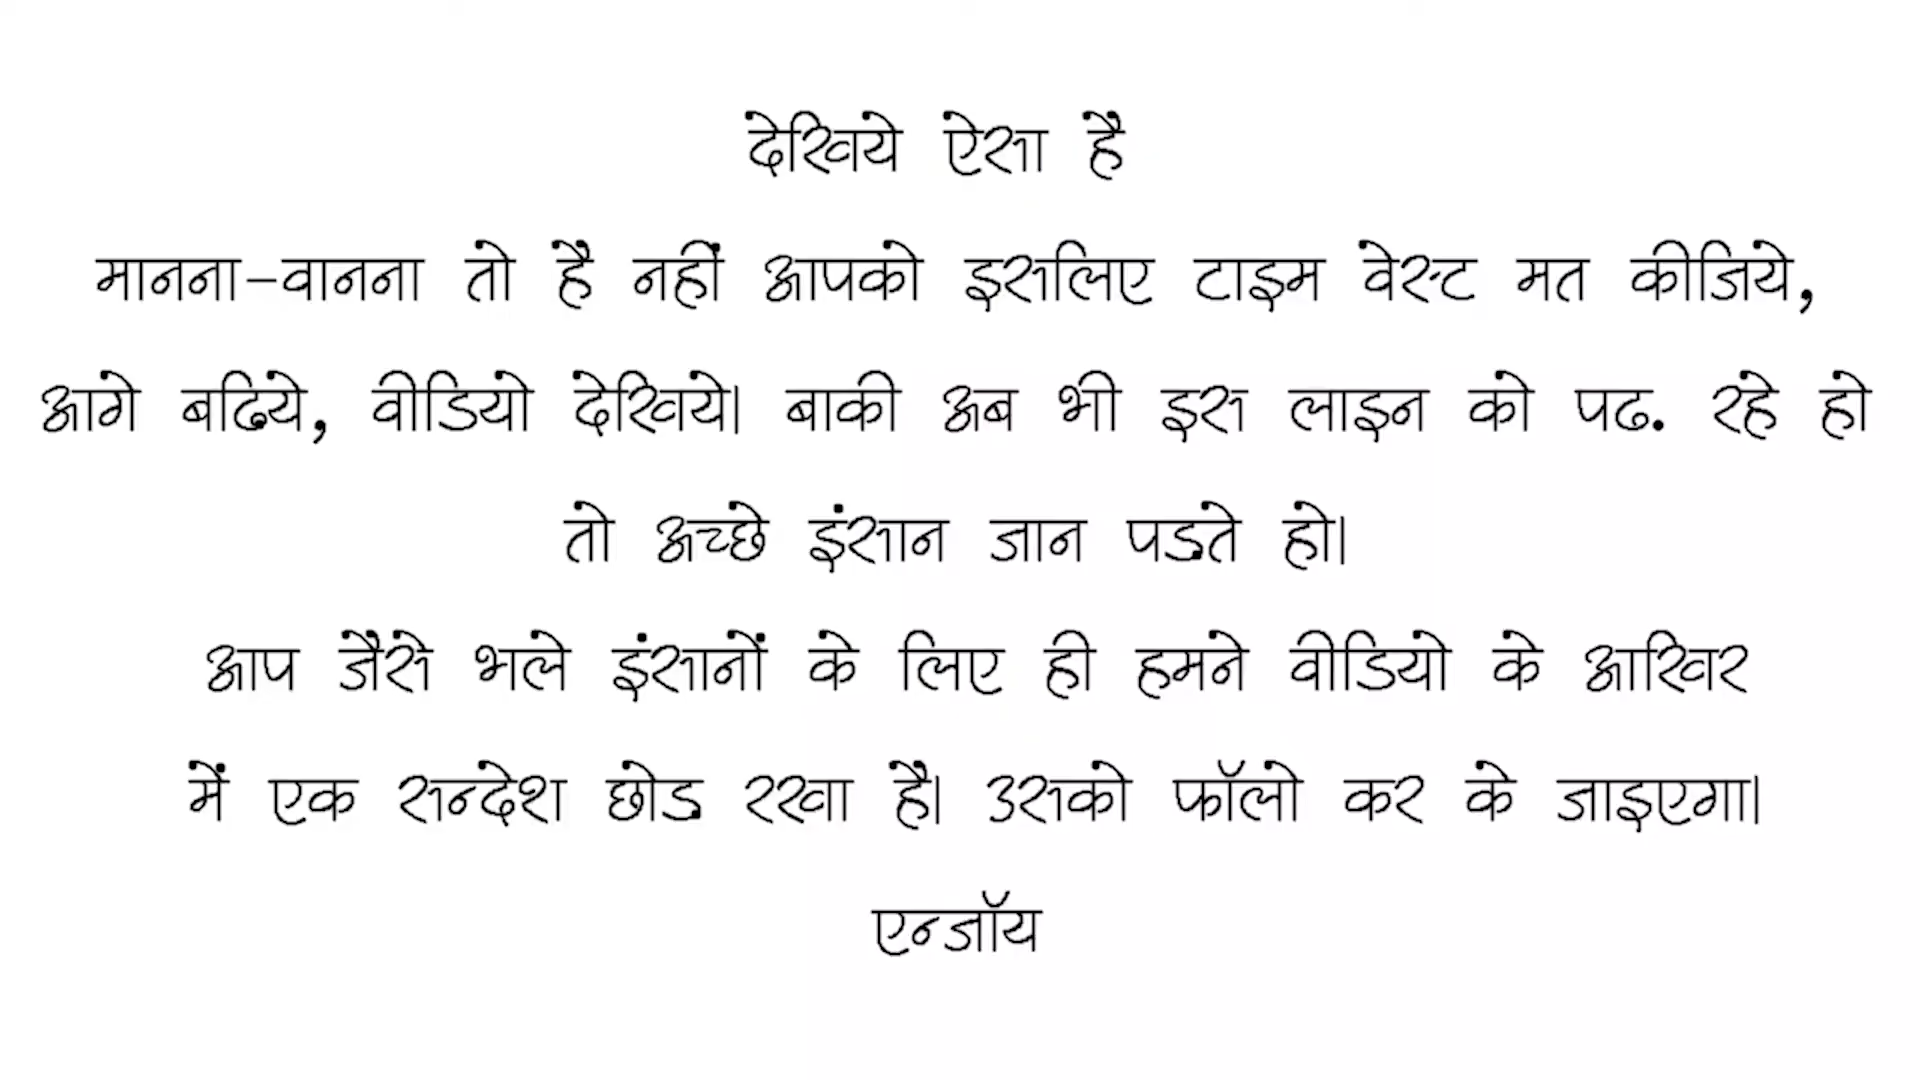 देखिये ऐसा है
मानना-वानना तो है नहीं आपको इसलिए टाइम वेस्ट मत कीजिये,
आगे बढिये, वीडियो देखिये। बाकी अब भी इस लाइन को पढ. रहे हो
तो अच्छे इंसान जान पड़ते हो।
आप जैसे भले इंसानों के लिए ही हमने वीडियो के आखिर
में एक सन्देश छोड़ रखा है। उसको फॉलो कर के जाइएगा।
एन्जॉय